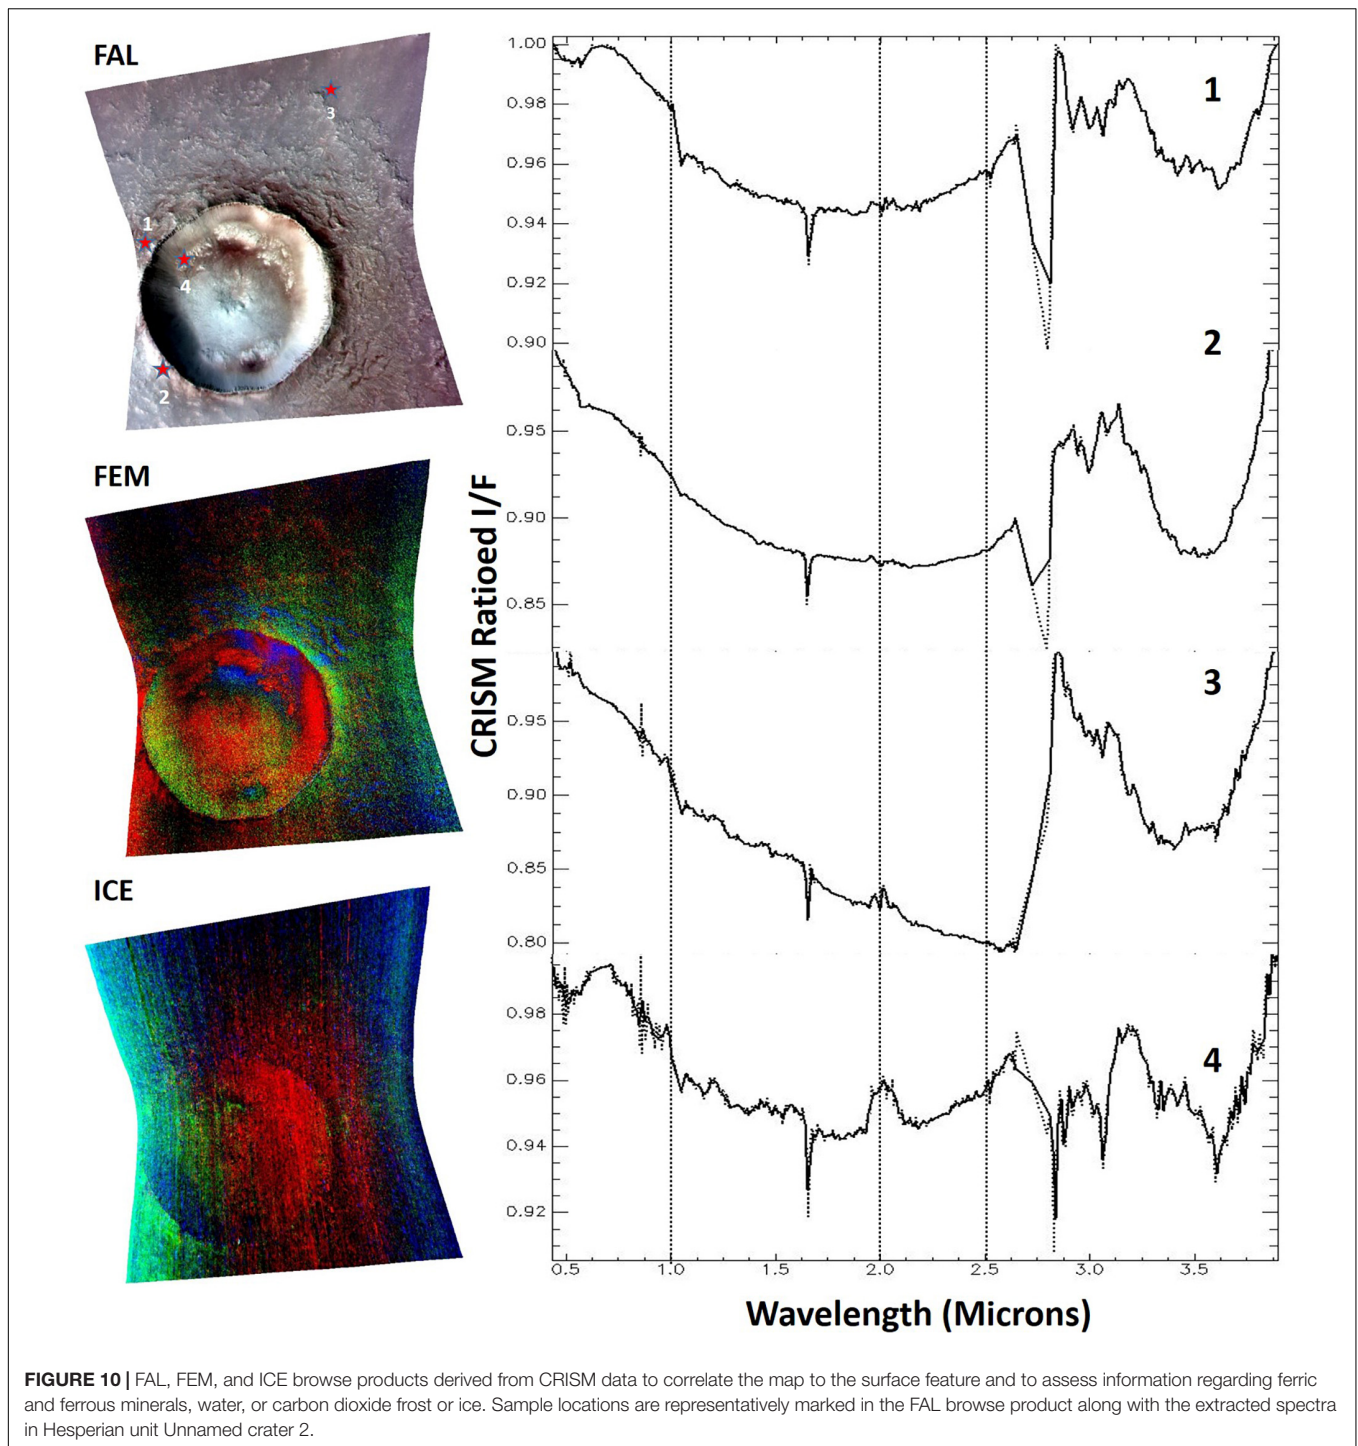 FAL
3
1
4
2
FEM
ICE
CRISM Ratioed I/F
1.00
0.98
0.96
0.94
0.92
0.90
1
0.95
0.90
0.85
2
0.95
0.90
0.85
0.80
3
0.98
0.96
0.94
0.92
4
0.5 1.0 1.5 2.0 2.5 3.0 3.5
Wavelength (Microns)
FIGURE 10 | FAL, FEM, and ICE browse products derived from CRISM data to correlate the map to the surface feature and to assess information regarding ferric
and ferrous minerals, water, or carbon dioxide frost or ice. Sample locations are representatively marked in the FAL browse product along with the extracted spectra
in Hesperian unit Unnamed crater 2.